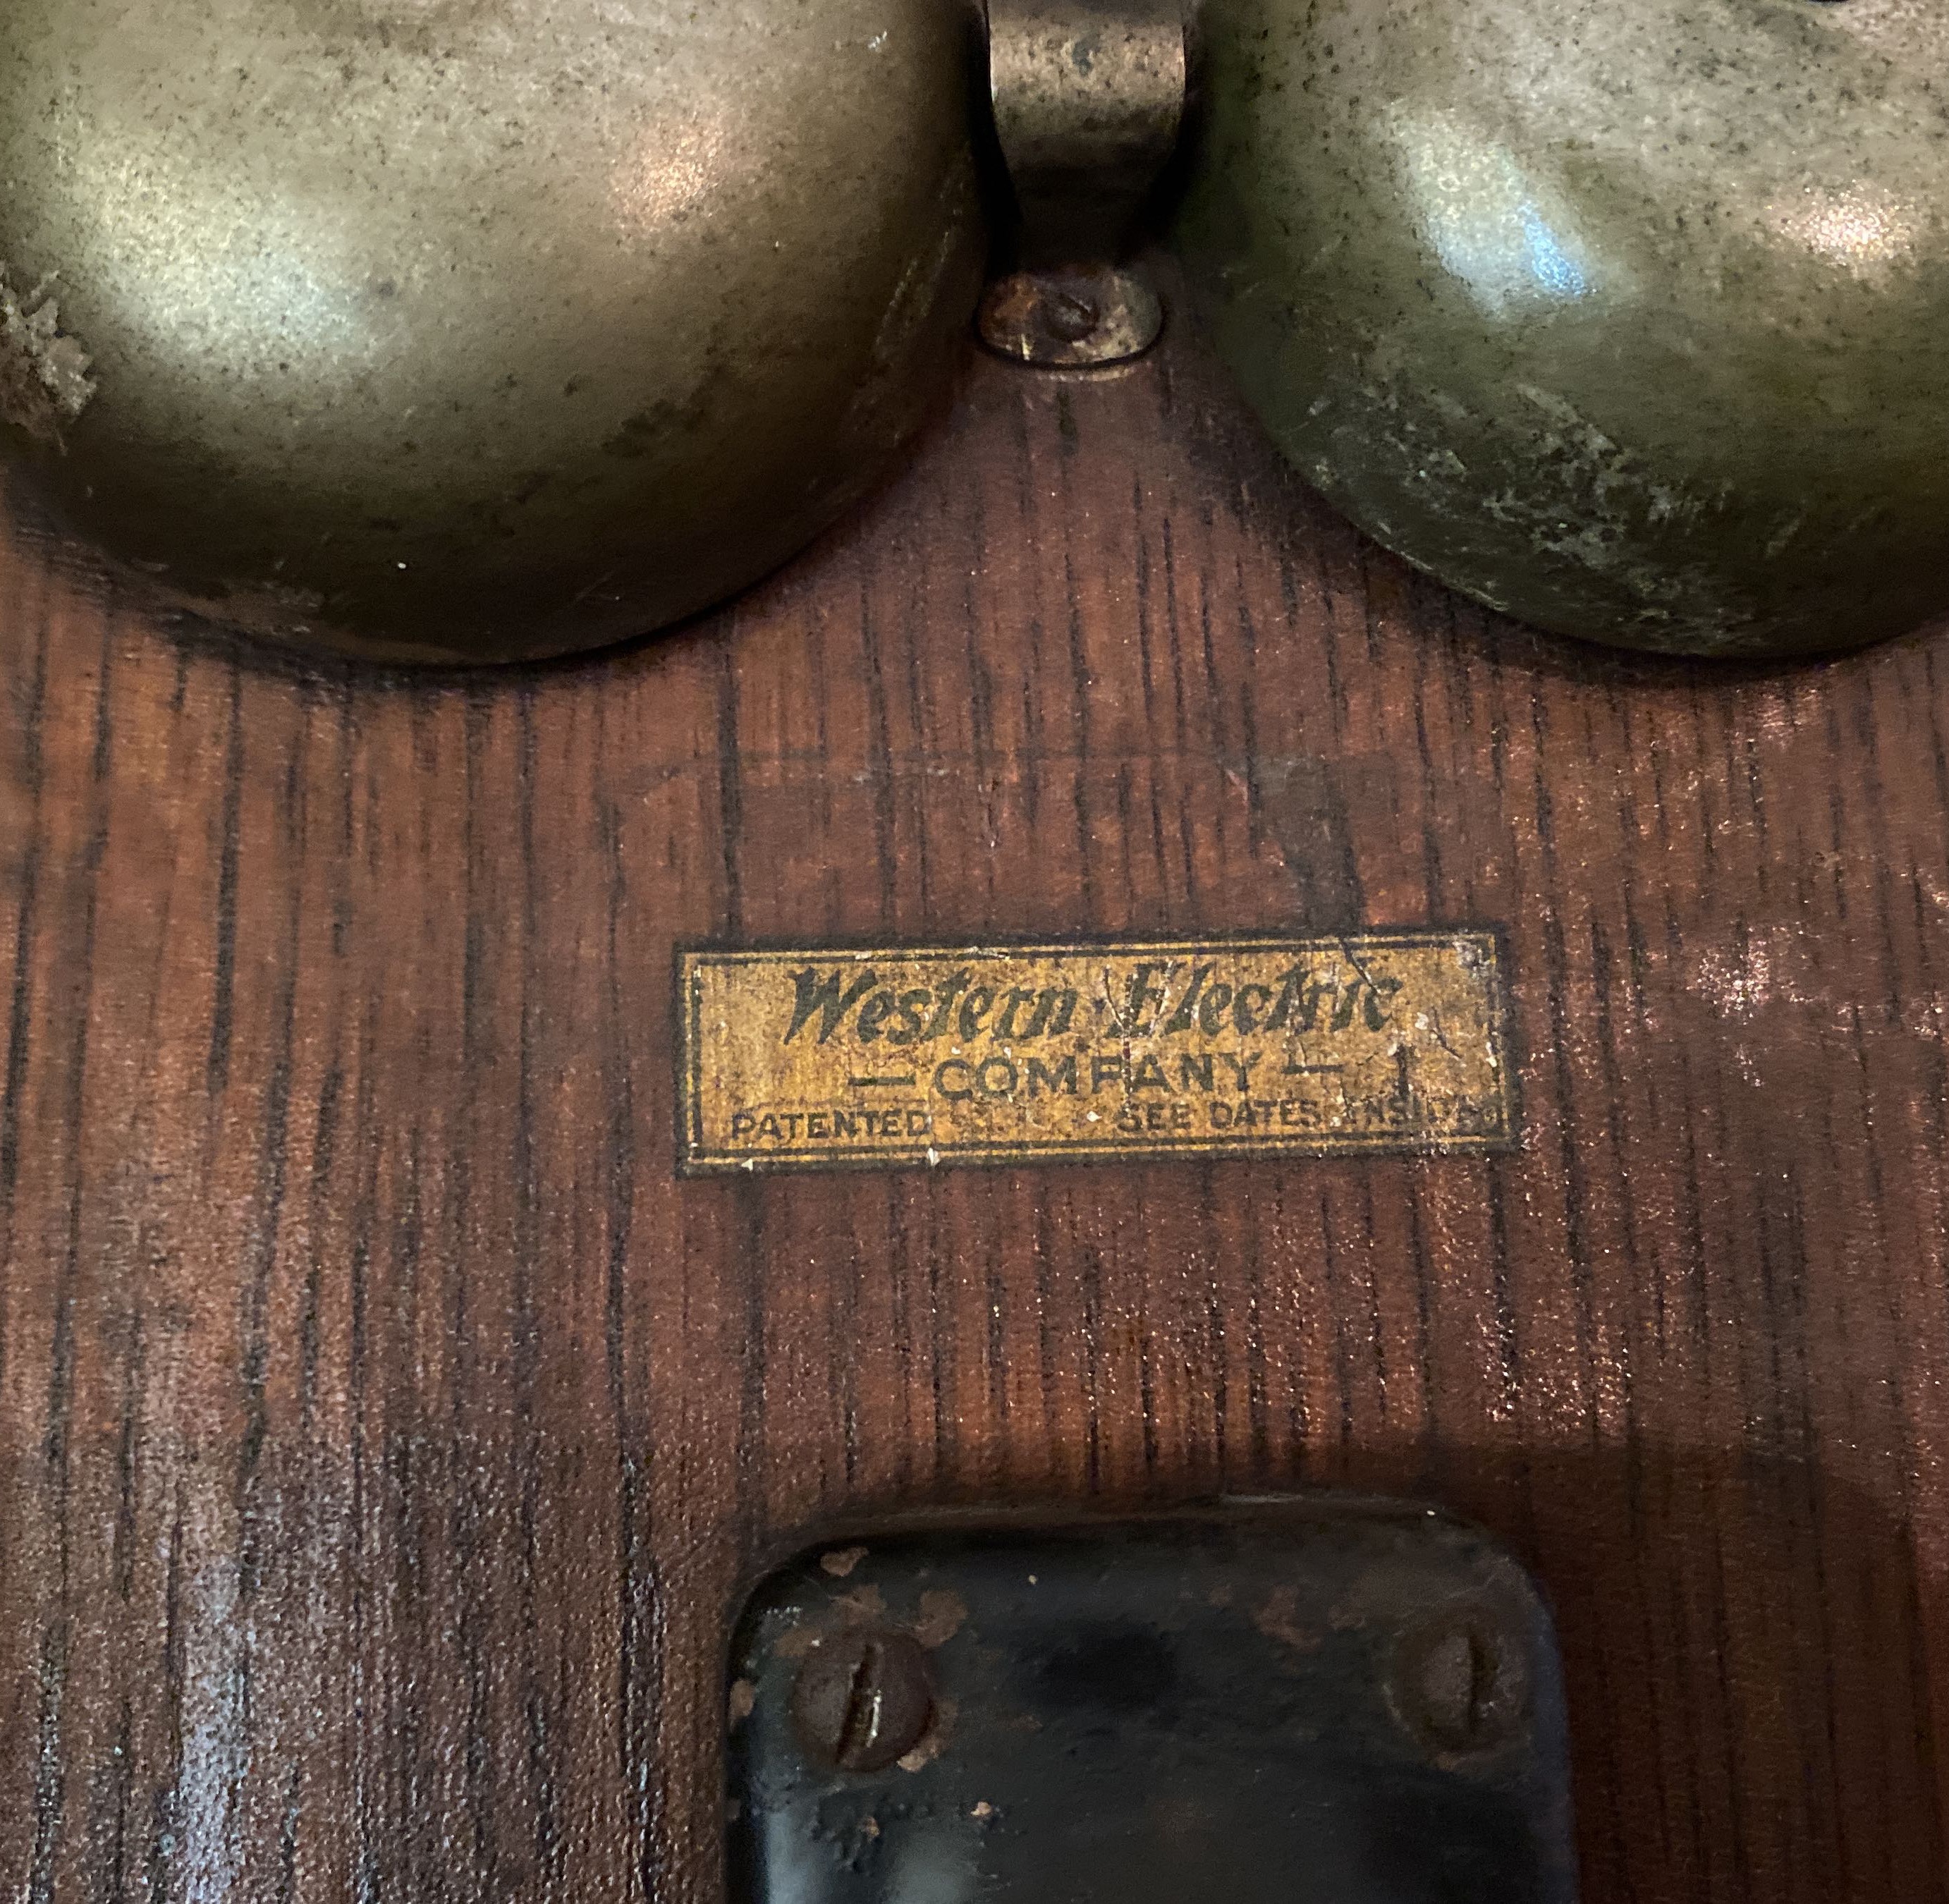 Western Electric
— COMPANY —
PATENTED SEE DATES INSIDE